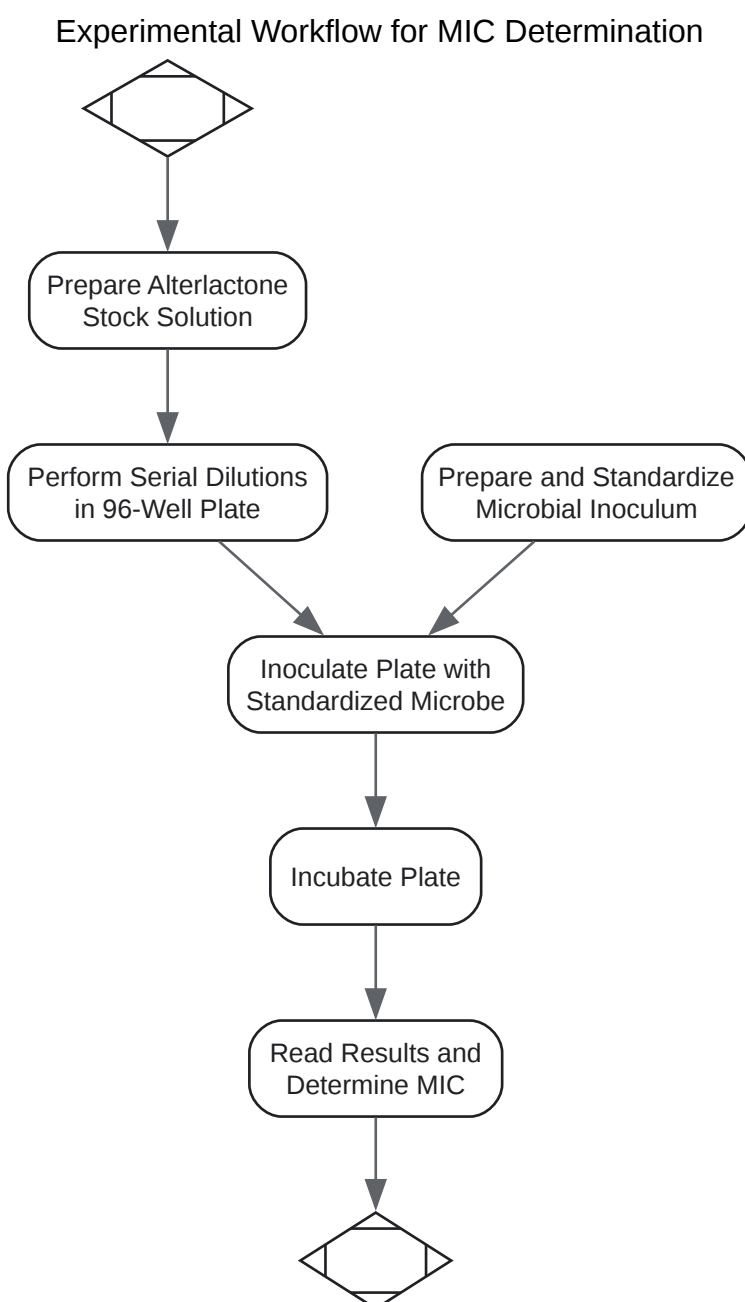 Experimental Workflow for MIC Determination
Prepare Alterlactone
Stock Solution
Perform Serial Dilutions
in 96-Well Plate
Prepare and Standardize
Microbial Inoculum
Inoculate Plate with
Standardized Microbe
Incubate Plate
Read Results and
Determine MIC